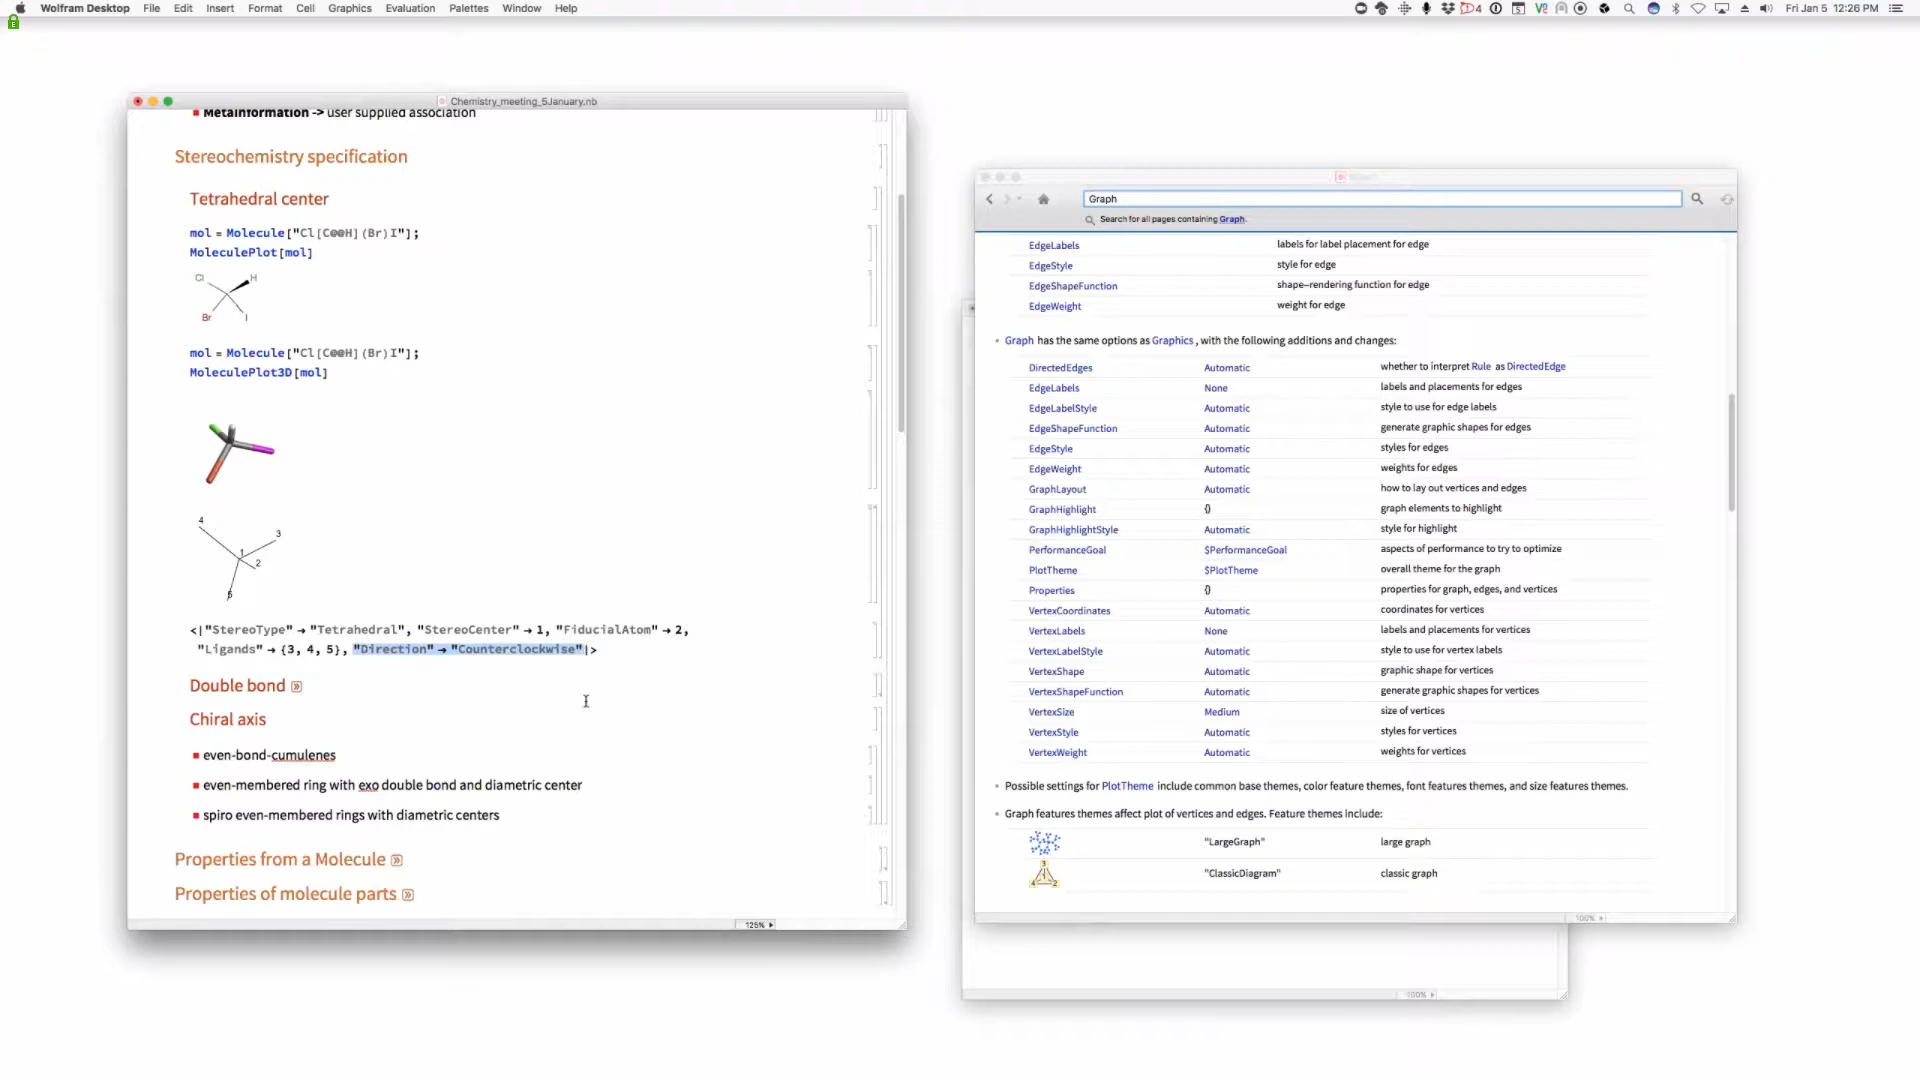 Wolfram Desktop File Edit Insert Format Cell Graphics Evaluation Palettes Window Help
4 Fri Jan 5 12:26 PM
Chemistry_meeting_5January.nb
MetaInformation -> user supplied association
Stereochemistry specification
Tetrahedral center
mol = Molecule["Cl[C@@H](Br)I"];
MoleculePlot[mol]
Cl H
Br I
mol = Molecule["Cl[C@@H](Br)I"];
MoleculePlot3D[mol]
4
3
1
2
5
<|"StereoType" → "Tetrahedral", "StereoCenter" → 1, "FiducialAtom" → 2,
"Ligands" → {3, 4, 5}, "Direction" → "Counterclockwise"|>
Double bond
Chiral axis
even-bond-cumulenes
even-membered ring with exo double bond and diametric center
spiro even-membered rings with diametric centers
Properties from a Molecule
Properties of molecule parts
125%
Graph
Search for all pages containing Graph.
EdgeLabels labels for label placement for edge
EdgeStyle style for edge
EdgeShapeFunction shape-rendering function for edge
EdgeWeight weight for edge
Graph has the same options as Graphics, with the following additions and changes:
DirectedEdges Automatic whether to interpret Rule as DirectedEdge
EdgeLabels None labels and placements for edges
EdgeLabelStyle Automatic style to use for edge labels
EdgeShapeFunction Automatic generate graphic shapes for edges
EdgeStyle Automatic styles for edges
EdgeWeight Automatic weights for edges
GraphLayout Automatic how to lay out vertices and edges
GraphHighlight {} graph elements to highlight
GraphHighlightStyle Automatic style for highlight
PerformanceGoal $PerformanceGoal aspects of performance to try to optimize
PlotTheme $PlotTheme overall theme for the graph
Properties {} properties for graph, edges, and vertices
VertexCoordinates Automatic coordinates for vertices
VertexLabels None labels and placements for vertices
VertexLabelStyle Automatic style to use for vertex labels
VertexShape Automatic graphic shape for vertices
VertexShapeFunction Automatic generate graphic shapes for vertices
VertexSize Medium size of vertices
VertexStyle Automatic styles for vertices
VertexWeight Automatic weights for vertices
Possible settings for PlotTheme include common base themes, color feature themes, font features themes, and size features themes.
Graph features themes affect plot of vertices and edges. Feature themes include:
"LargeGraph" large graph
3
4 1 2
"ClassicDiagram" classic graph
100%
100%